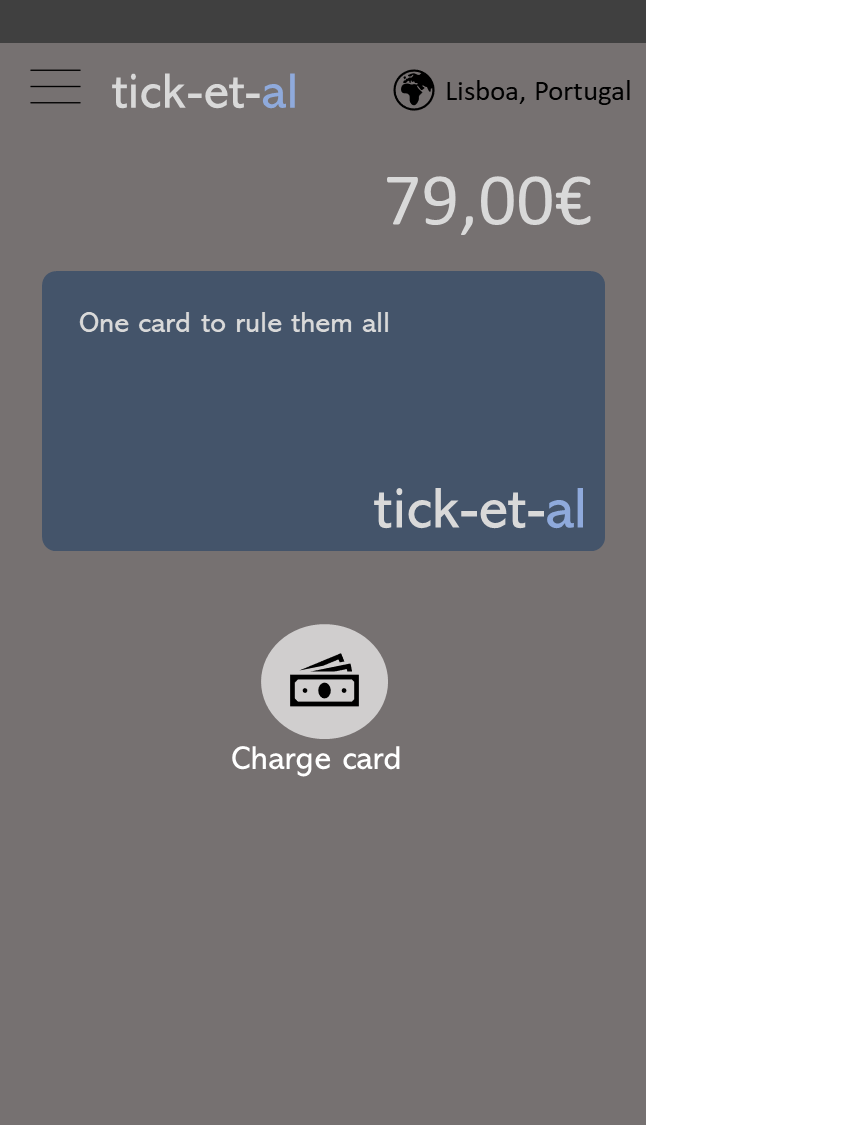 tick-et-al
Lisboa, Portugal
79,00€
One card to rule them all
tick-et-al
Charge card